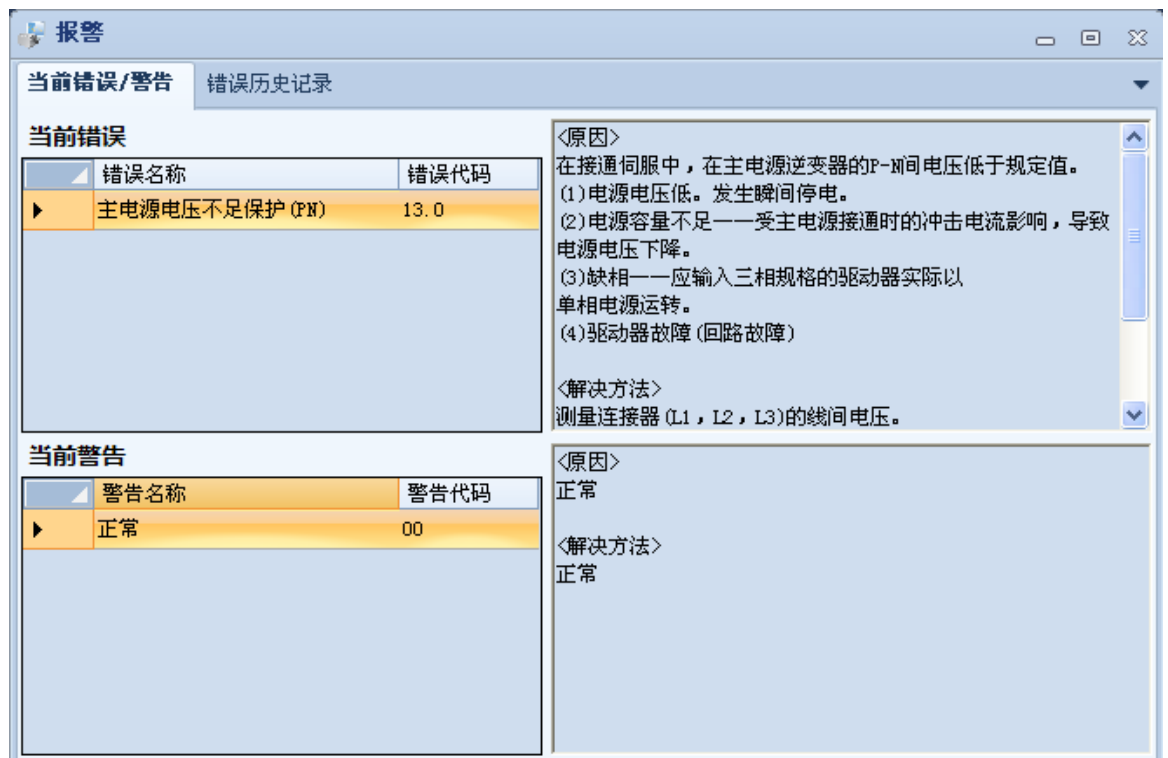 报警
当前错误/警告 错误历史记录
当前错误
错误名称 错误代码
主电源电压不足保护(PN) 13.0
<原因>
在接通伺服中，在主电源逆变器的P-N间电压低于规定值。
(1)电源电压低。发生瞬间停电。
(2)电源容量不足——受主电源接通时的冲击电流影响，导致
电源电压下降。
(3)缺相——应输入三相规格的驱动器实际以
单相电源运转。
(4)驱动器故障(回路故障)
<解决方法>
测量连接器(L1，L2，L3)的线间电压。
当前警告
警告名称 警告代码
正常 00
<原因>
正常
<解决方法>
正常